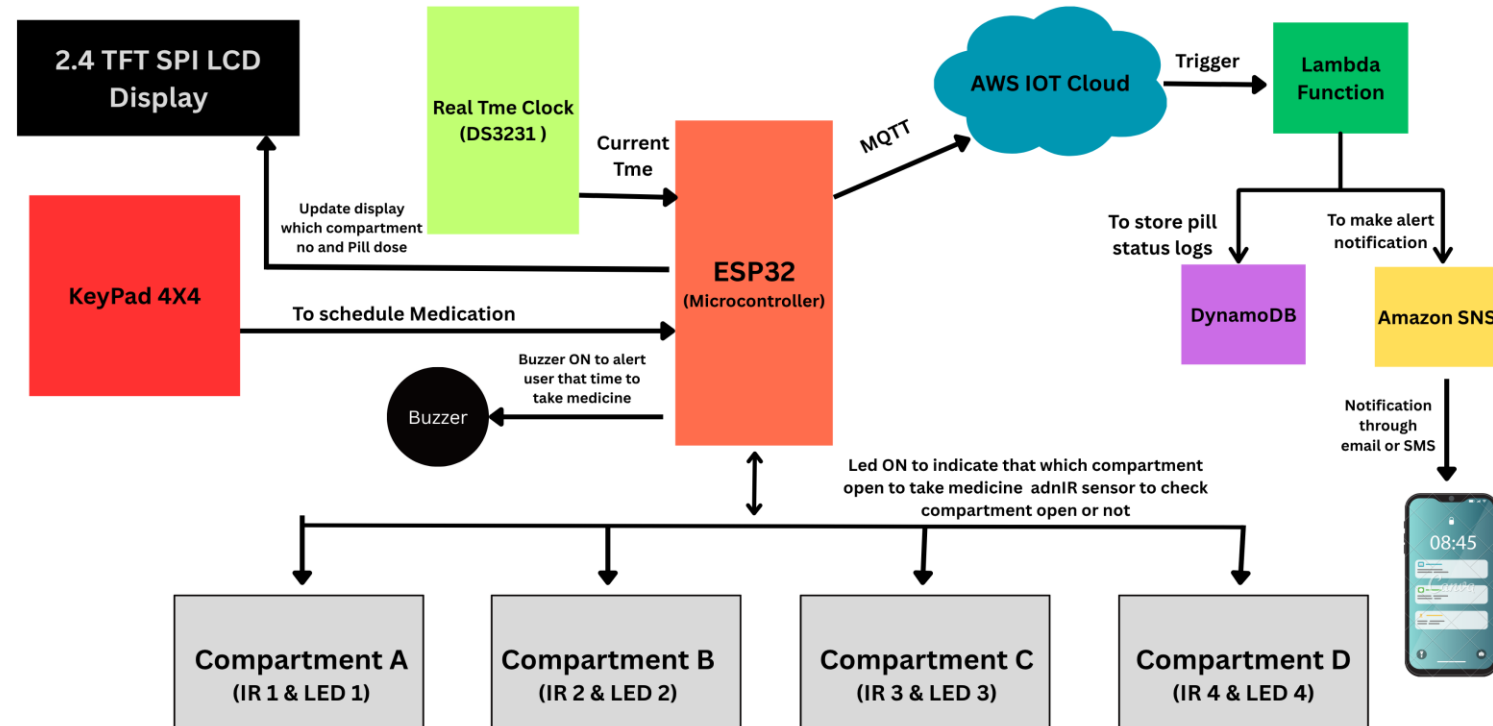 2.4 TFT SPI LCD
Display
Real Tme Clock
(DS3231 )
Current
Tme
MQTT
AWS IOT Cloud
Trigger
Lambda
Function
Update display
which compartment
no and Pill dose
KeyPad 4X4
To schedule Medication
ESP32
(Microcontroller)
To store pill
status logs
To make alert
notification
DynamoDB
Amazon SNS
Buzzer ON to alert
user that time to
take medicine
Buzzer
Notification
through
email or SMS
Led ON to indicate that which compartment
open to take medicine adnIR sensor to check
compartment open or not
08:45
Canva
Compartment A
(IR 1 & LED 1)
Compartment B
(IR 2 & LED 2)
Compartment C
(IR 3 & LED 3)
Compartment D
(IR 4 & LED 4)